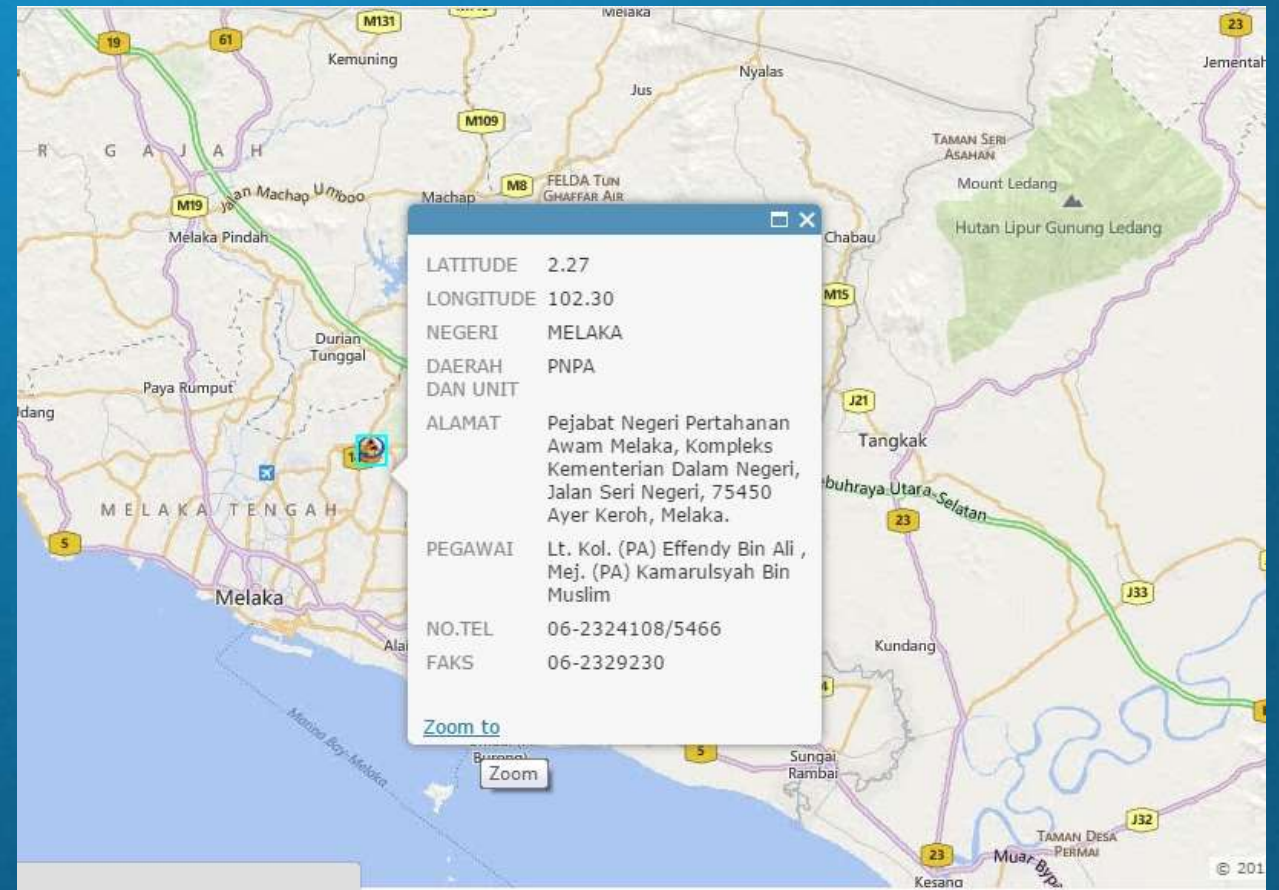 M131
Melaka
23
19
61
Kemuning
Jementah
Nyalas
Jus
M109
TAMAN SERI
ASAHAN
R GAJAH
M8
FELDA TUN
GHAFFAR AIR
Mount Ledang
Jalan Machap Umboo
Machap
M19
Hutan Lipur Gunung Ledang
Melaka Pindah
Chabau
LATITUDE 2.27
LONGITUDE 102.30
M15
NEGERI MELAKA
Durian
Tunggal
DAERAH PNPA
DAN UNIT
Paya Rumput
J21
Udang
ALAMAT Pejabat Negeri Pertahanan
Awam Melaka, Kompleks
Kementerian Dalam Negeri,
Jalan Seri Negeri, 75450
Ayer Keroh, Melaka.
Tangkak
buhraya Utara-Selatan
MELAKA TENGAH
23
5
PEGAWAI Lt. Kol. (PA) Effendy Bin Ali ,
Mej. (PA) Kamarulsyah Bin
Muslim
Melaka
J33
NO.TEL 06-2324108/5466
Alai
Kundang
FAKS 06-2329230
Zoom to
Marina Bay-Melaka
Burong)
5
Sungai
Rambai
Zoom
J32
TAMAN DESA
PERMAI
23
Muar Bypa
© 201
Kesang